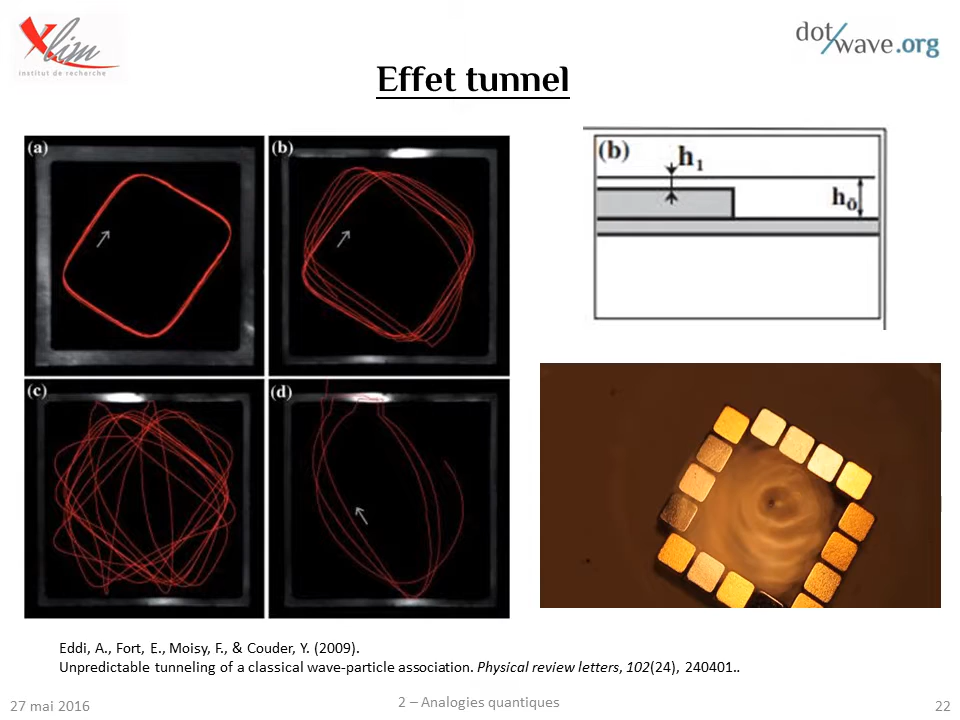 Xlim
institut de recherche
dot/wave.org
Effet tunnel
(a)
(b)
(c)
(d)
(b)
h₁
h₀
Eddi, A., Fort, E., Moisy, F., & Couder, Y. (2009).
Unpredictable tunneling of a classical wave-particle association. Physical review letters, 102(24), 240401..
27 mai 2016
2 – Analogies quantiques
22